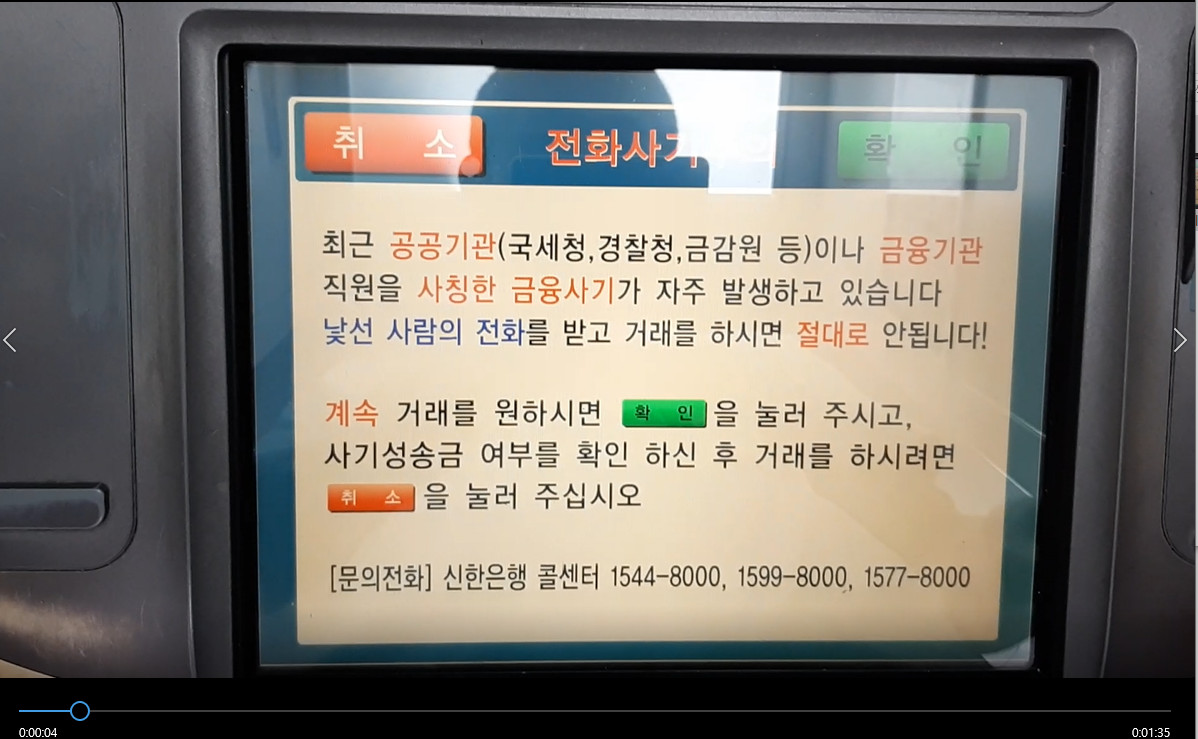 취 소
전화사기
확 인
최근 공공기관(국세청,경찰청,금감원 등)이나 금융기관
직원을 사칭한 금융사기가 자주 발생하고 있습니다
낯선 사람의 전화를 받고 거래를 하시면 절대로 안됩니다!
계속 거래를 원하시면 확 인 을 눌러 주시고,
사기성송금 여부를 확인 하신 후 거래를 하시려면
취 소 을 눌러 주십시오
[문의전화] 신한은행 콜센터 1544-8000, 1599-8000, 1577-8000
0:00:04
0:01:35